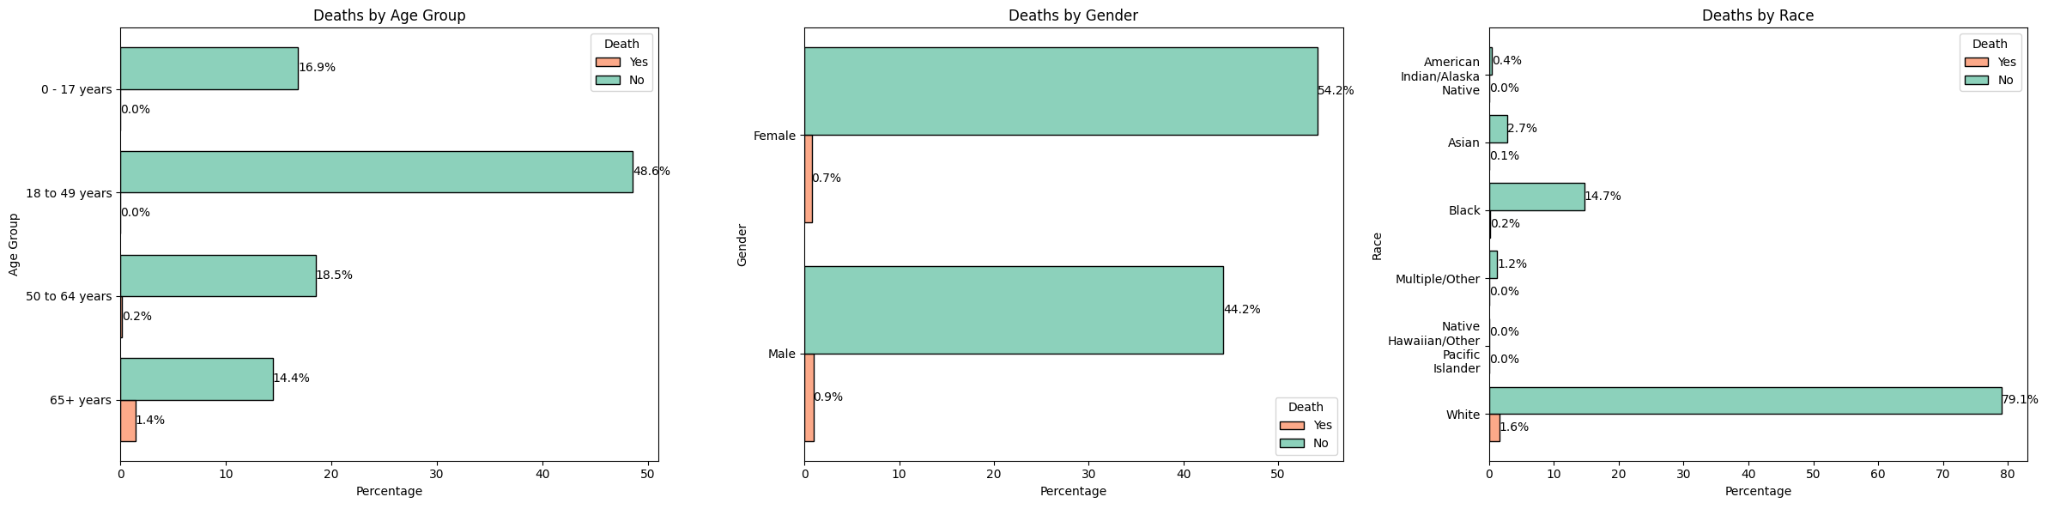 Deaths by Age Group
Death
Yes
No
16.9%
0 - 17 years
0.0%
48.6%
18 to 49 years
0.0%
18.5%
50 to 64 years
0.2%
14.4%
65+ years
1.4%
Age Group
0 10 20 30 40 50
Percentage
Deaths by Gender
54.2%
Female
0.7%
44.2%
Male
0.9%
Gender
Death
Yes
No
0 10 20 30 40 50
Percentage
Deaths by Race
Death
Yes
No
American
Indian/Alaska
Native
0.4%
0.0%
2.7%
Asian
0.1%
14.7%
Black
0.2%
1.2%
Multiple/Other
0.0%
Native
Hawaiian/Other
Pacific
Islander
0.0%
0.0%
79.1%
White
1.6%
Race
0 10 20 30 40 50 60 70 80
Percentage